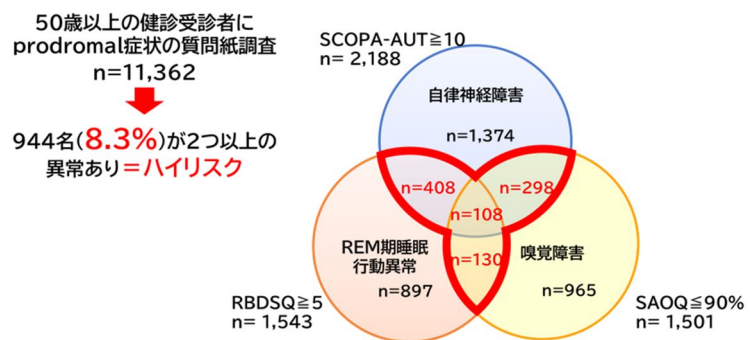 50歳以上の健診受診者に
prodromal症状の質問紙調査
n=11,362
944名(8.3%)が2つ以上の
異常あり=ハイリスク
SCOPA-AUT≧10
n= 2,188
自律神経障害
n=1,374
n=408
n=298
n=108
n=130
REM期睡眠
行動異常
n=897
嗅覚障害
n=965
RBDSQ≧5
n= 1,543
SAOQ≦90%
n= 1,501